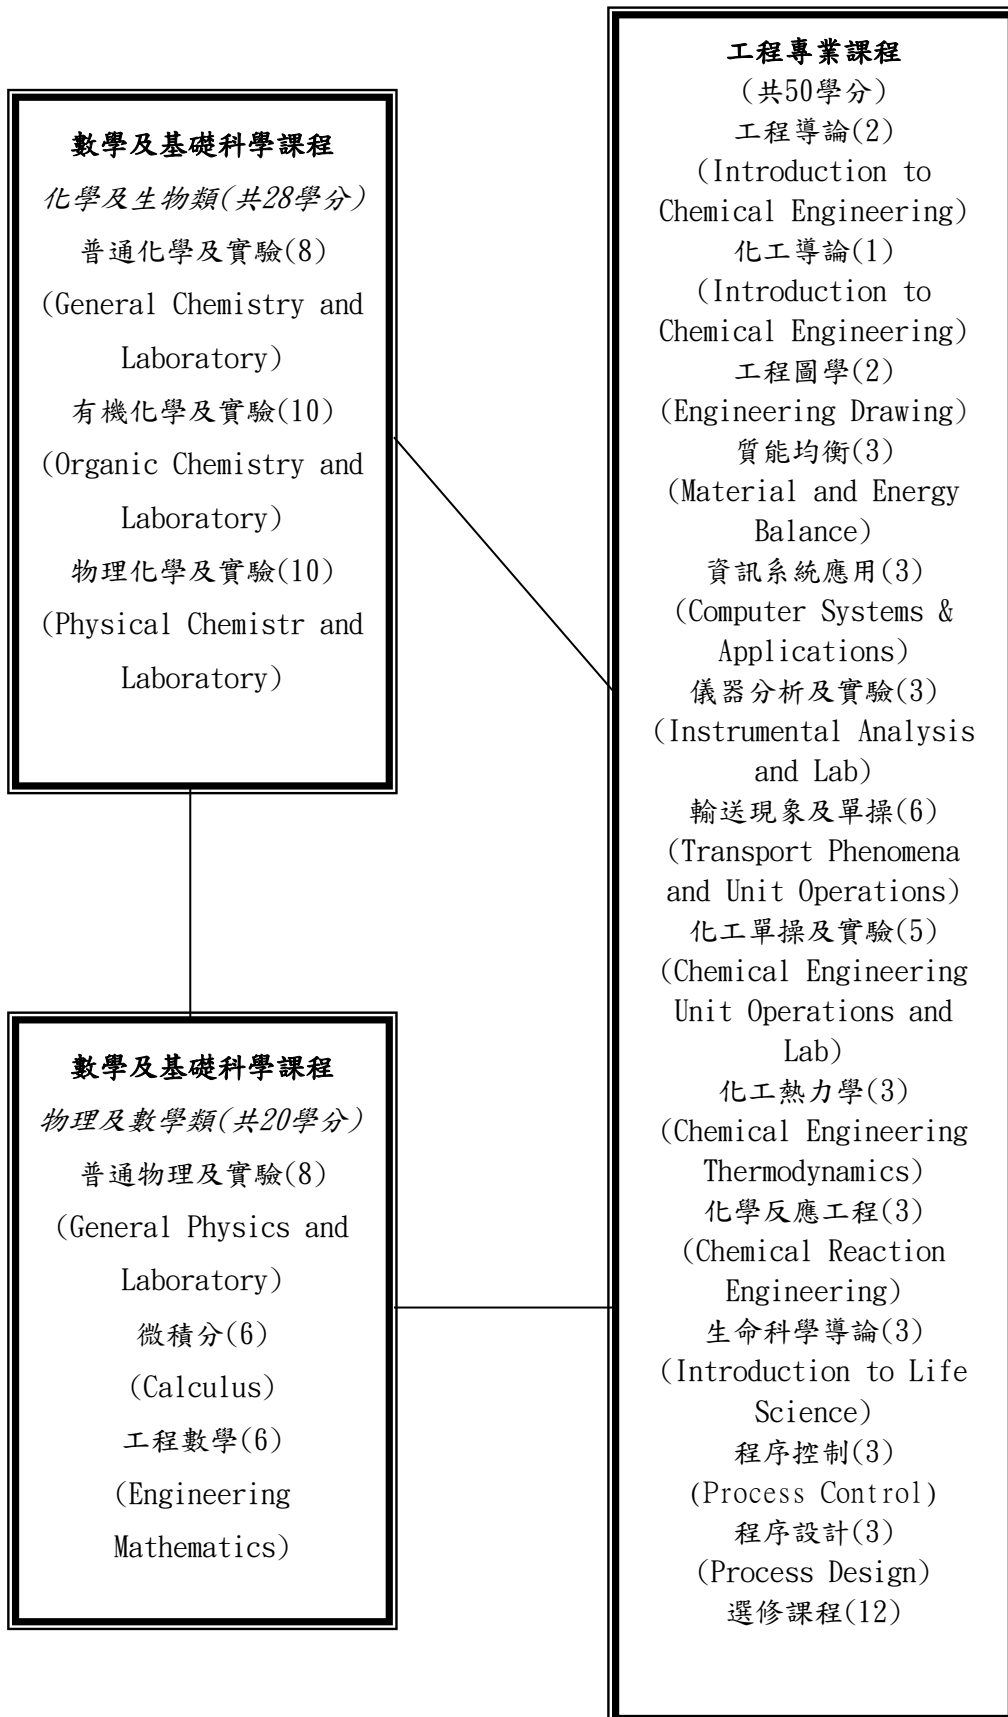 數學及基礎科學課程
化學及生物類(共28學分)
普通化學及實驗(8)
(General Chemistry and
Laboratory)
有機化學及實驗(10)
(Organic Chemistry and
Laboratory)
物理化學及實驗(10)
(Physical Chemistr and
Laboratory)
數學及基礎科學課程
物理及數學類(共20學分)
普通物理及實驗(8)
(General Physics and
Laboratory)
微積分(6)
(Calculus)
工程數學(6)
(Engineering
Mathematics)
工程專業課程
(共50學分)
工程導論(2)
(Introduction to
Chemical Engineering)
化工導論(1)
(Introduction to
Chemical Engineering)
工程圖學(2)
(Engineering Drawing)
質能均衡(3)
(Material and Energy
Balance)
資訊系統應用(3)
(Computer Systems &
Applications)
儀器分析及實驗(3)
(Instrumental Analysis
and Lab)
輸送現象及單操(6)
(Transport Phenomena
and Unit Operations)
化工單操及實驗(5)
(Chemical Engineering
Unit Operations and
Lab)
化工熱力學(3)
(Chemical Engineering
Thermodynamics)
化學反應工程(3)
(Chemical Reaction
Engineering)
生命科學導論(3)
(Introduction to Life
Science)
程序控制(3)
(Process Control)
程序設計(3)
(Process Design)
選修課程(12)